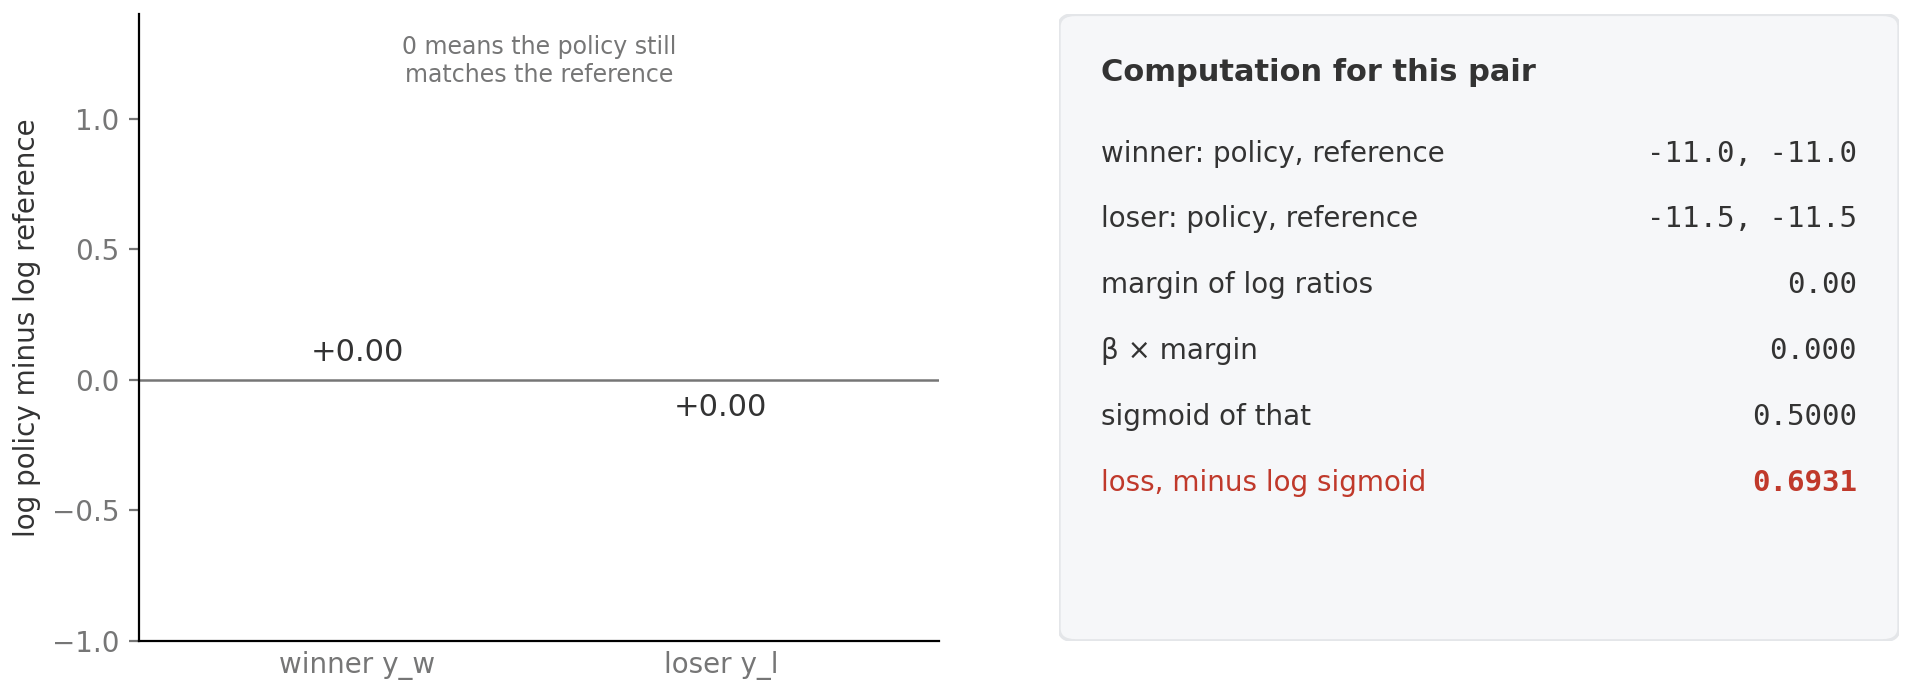 0 means the policy still
matches the reference
log policy minus log reference
1.0
0.5
0.0
−0.5
−1.0
+0.00
+0.00
winner y_w
loser y_l
Computation for this pair
winner: policy, reference -11.0, -11.0
loser: policy, reference -11.5, -11.5
margin of log ratios 0.00
β × margin 0.000
sigmoid of that 0.5000
loss, minus log sigmoid 0.6931